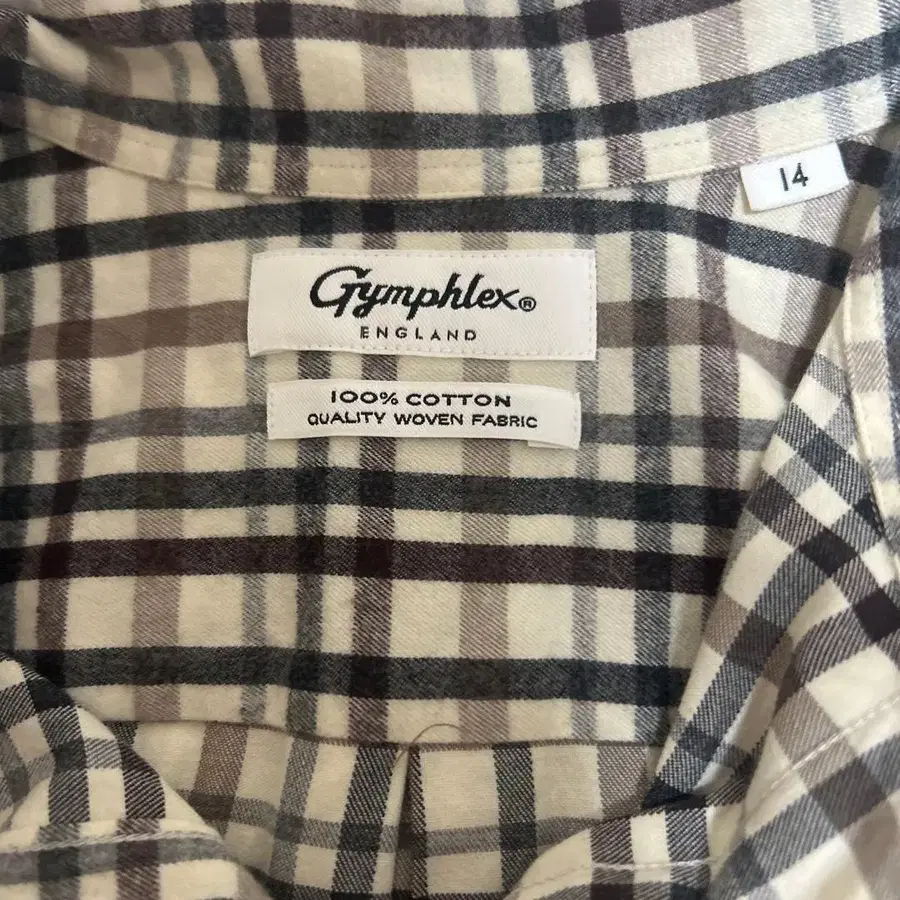 14
Gymphlex®
ENGLAND
100% COTTON
QUALITY WOVEN FABRIC